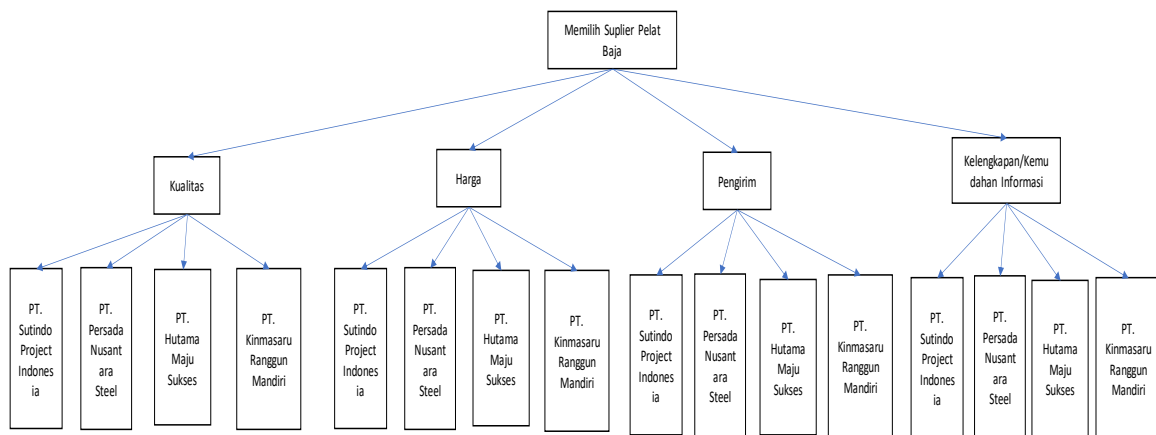 Memilih Suplier Pelat
Baja
Kualitas
Harga
Pengirim
Kelengkapan/Kemu
dahan Informasi
PT.
Sutindo
Project
Indones
ia
PT.
Persada
Nusant
ara
Steel
PT.
Hutama
Maju
Sukses
PT.
Kinmasaru
Ranggun
Mandiri
PT.
Sutindo
Project
Indones
ia
PT.
Persada
Nusant
ara
Steel
PT.
Hutama
Maju
Sukses
PT.
Kinmasaru
Ranggun
Mandiri
PT.
Sutindo
Project
Indones
ia
PT.
Persada
Nusant
ara
Steel
PT.
Hutama
Maju
Sukses
PT.
Kinmasaru
Ranggun
Mandiri
PT.
Sutindo
Project
Indones
ia
PT.
Persada
Nusant
ara
Steel
PT.
Hutama
Maju
Sukses
PT.
Kinmasaru
Ranggun
Mandiri